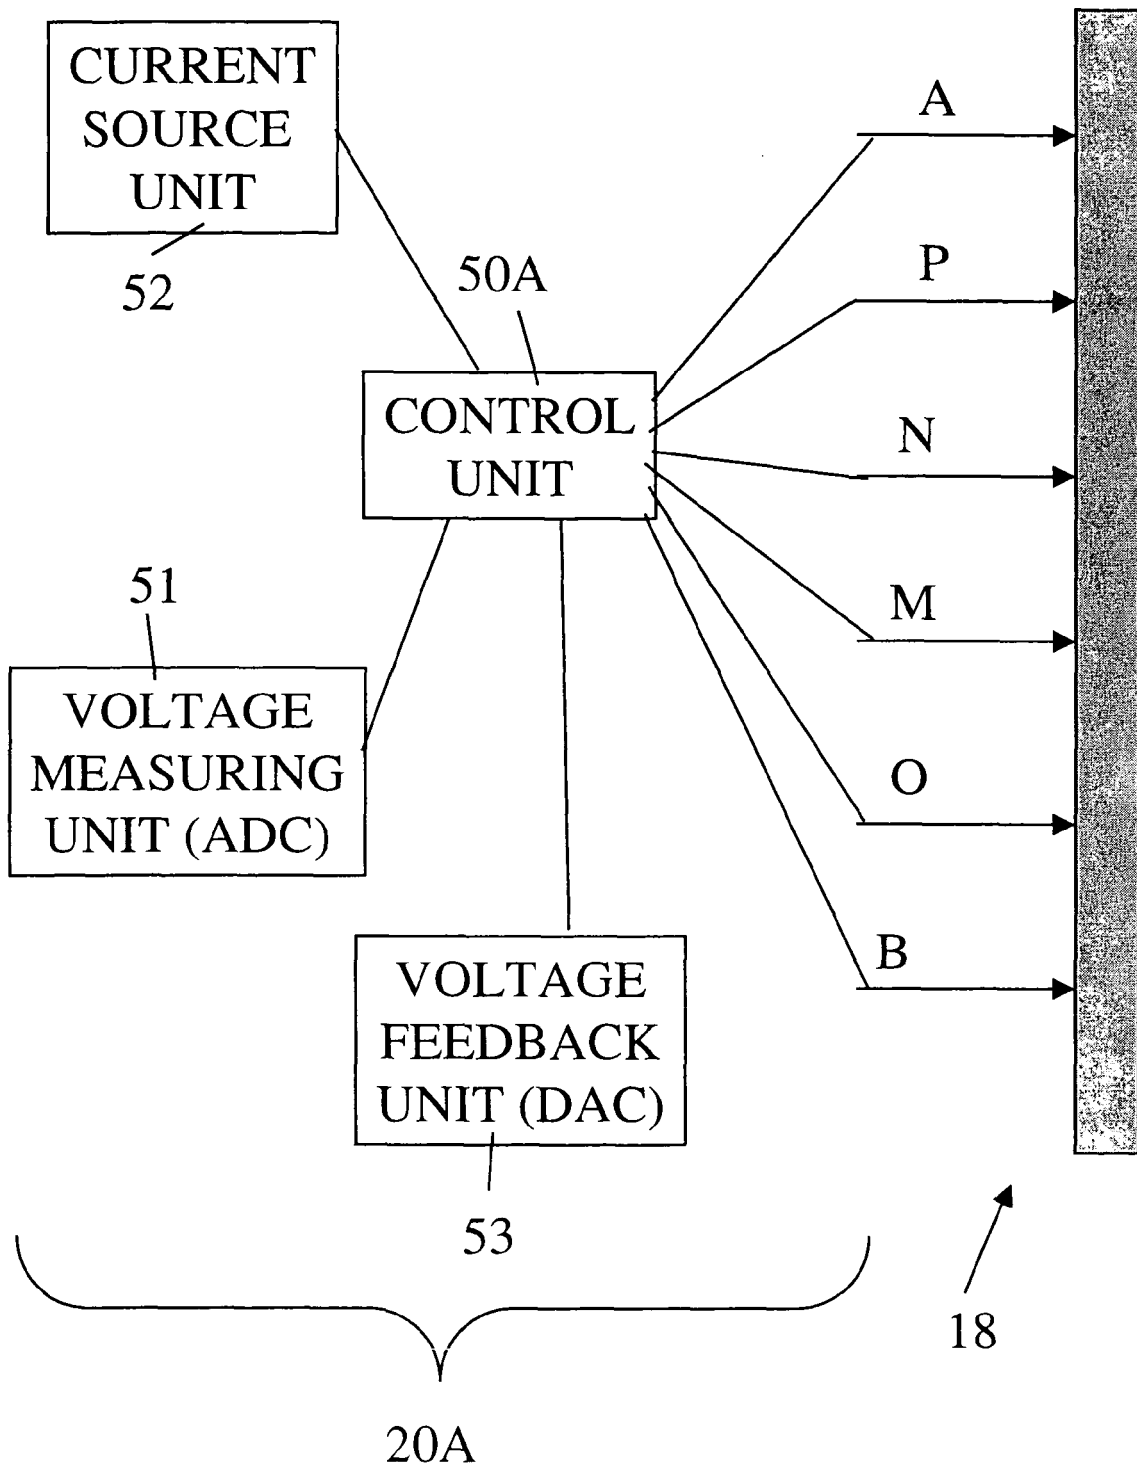 CURRENT
SOURCE
UNIT
52
A
P
50A
CONTROL
UNIT
N
M
51
VOLTAGE
MEASURING
UNIT (ADC)
O
B
VOLTAGE
FEEDBACK
UNIT (DAC)
53
18
20A